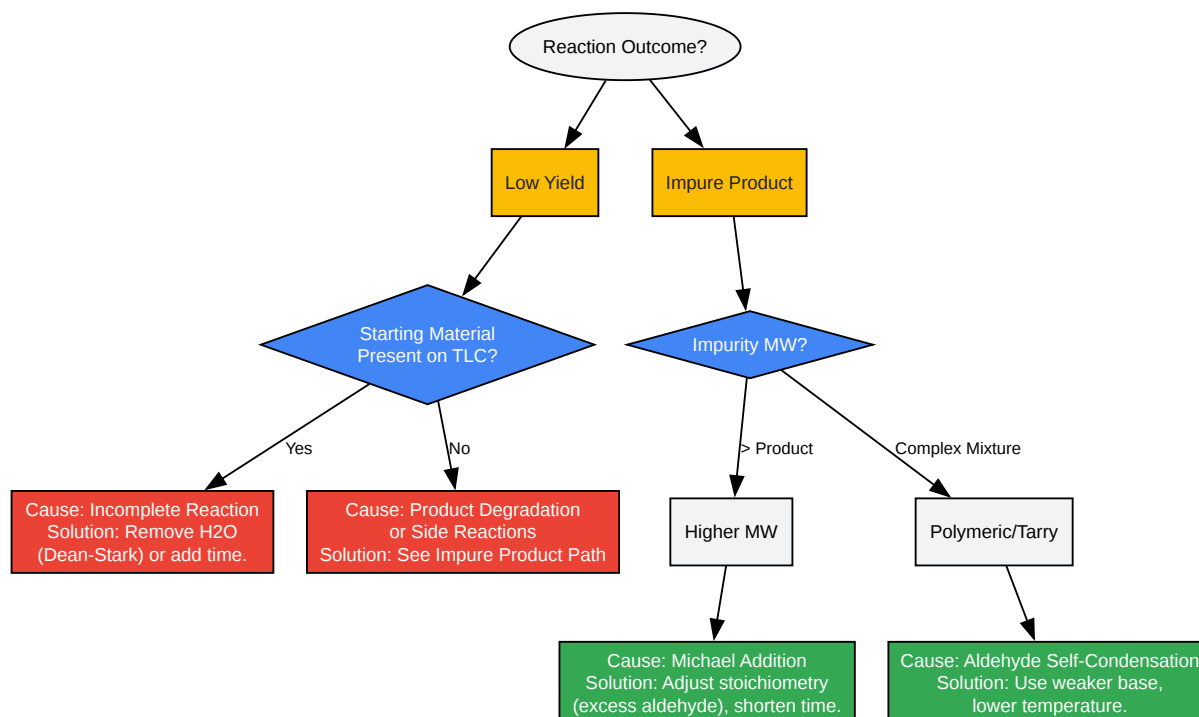 Reaction Outcome?
Low Yield
Impure Product
Starting Material
Present on TLC?
Impurity MW?
Yes
No
> Product
Complex Mixture
Cause: Incomplete Reaction
Solution: Remove H2O
(Dean-Stark) or add time.
Cause: Product Degradation
or Side Reactions
Solution: See Impure Product Path
Higher MW
Polymeric/Tarry
Cause: Michael Addition
Solution: Adjust stoichiometry
(excess aldehyde), shorten time.
Cause: Aldehyde Self-Condensation
Solution: Use weaker base,
lower temperature.